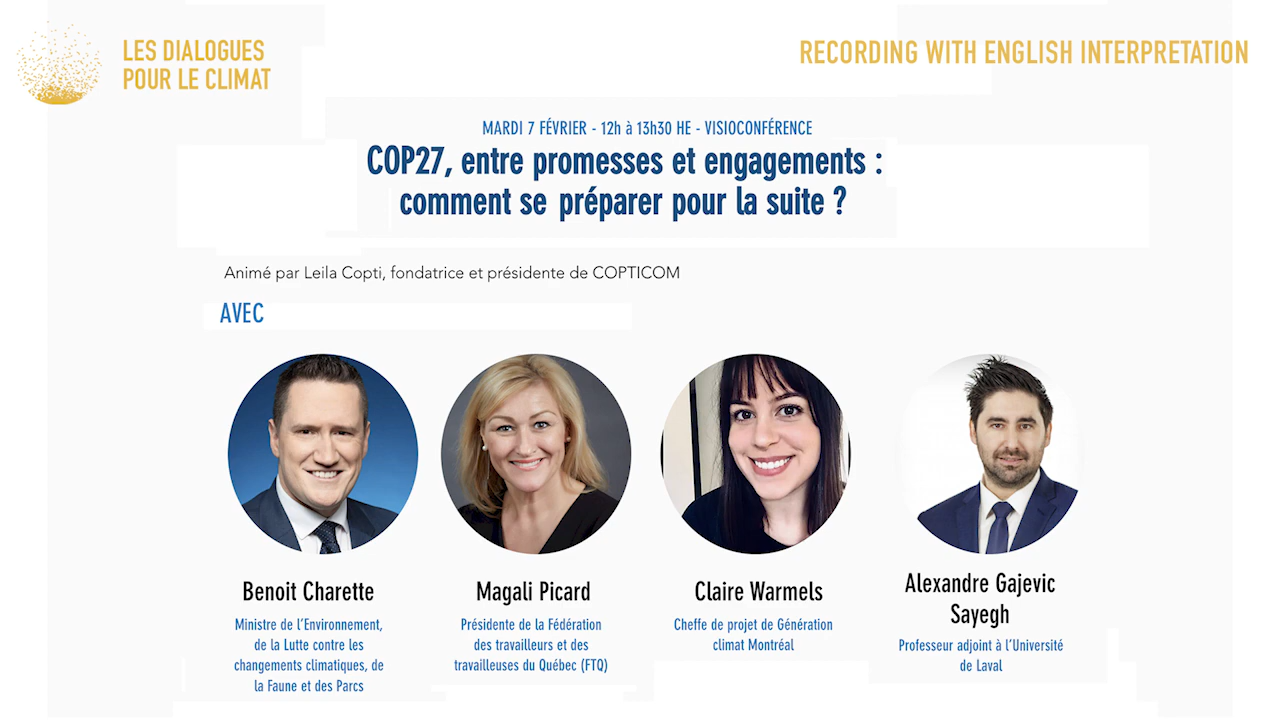 LES DIALOGUES
POUR LE CLIMAT
RECORDING WITH ENGLISH INTERPRETATION
MARDI 7 FÉVRIER - 12h à 13h30 HE - VISIOCONFÉRENCE
COP27, entre promesses et engagements :
comment se préparer pour la suite ?
Animé par Leila Copti, fondatrice et présidente de COPTICOM
AVEC
Benoit Charette
Ministre de l’Environnement,
de la Lutte contre les
changements climatiques, de
la Faune et des Parcs
Magali Picard
Présidente de la Fédération
des travailleurs et des
travailleuses du Québec (FTQ)
Claire Warmels
Cheffe de projet de Génération
climat Montréal
Alexandre Gajevic
Sayegh
Professeur adjoint à l’Université
de Laval